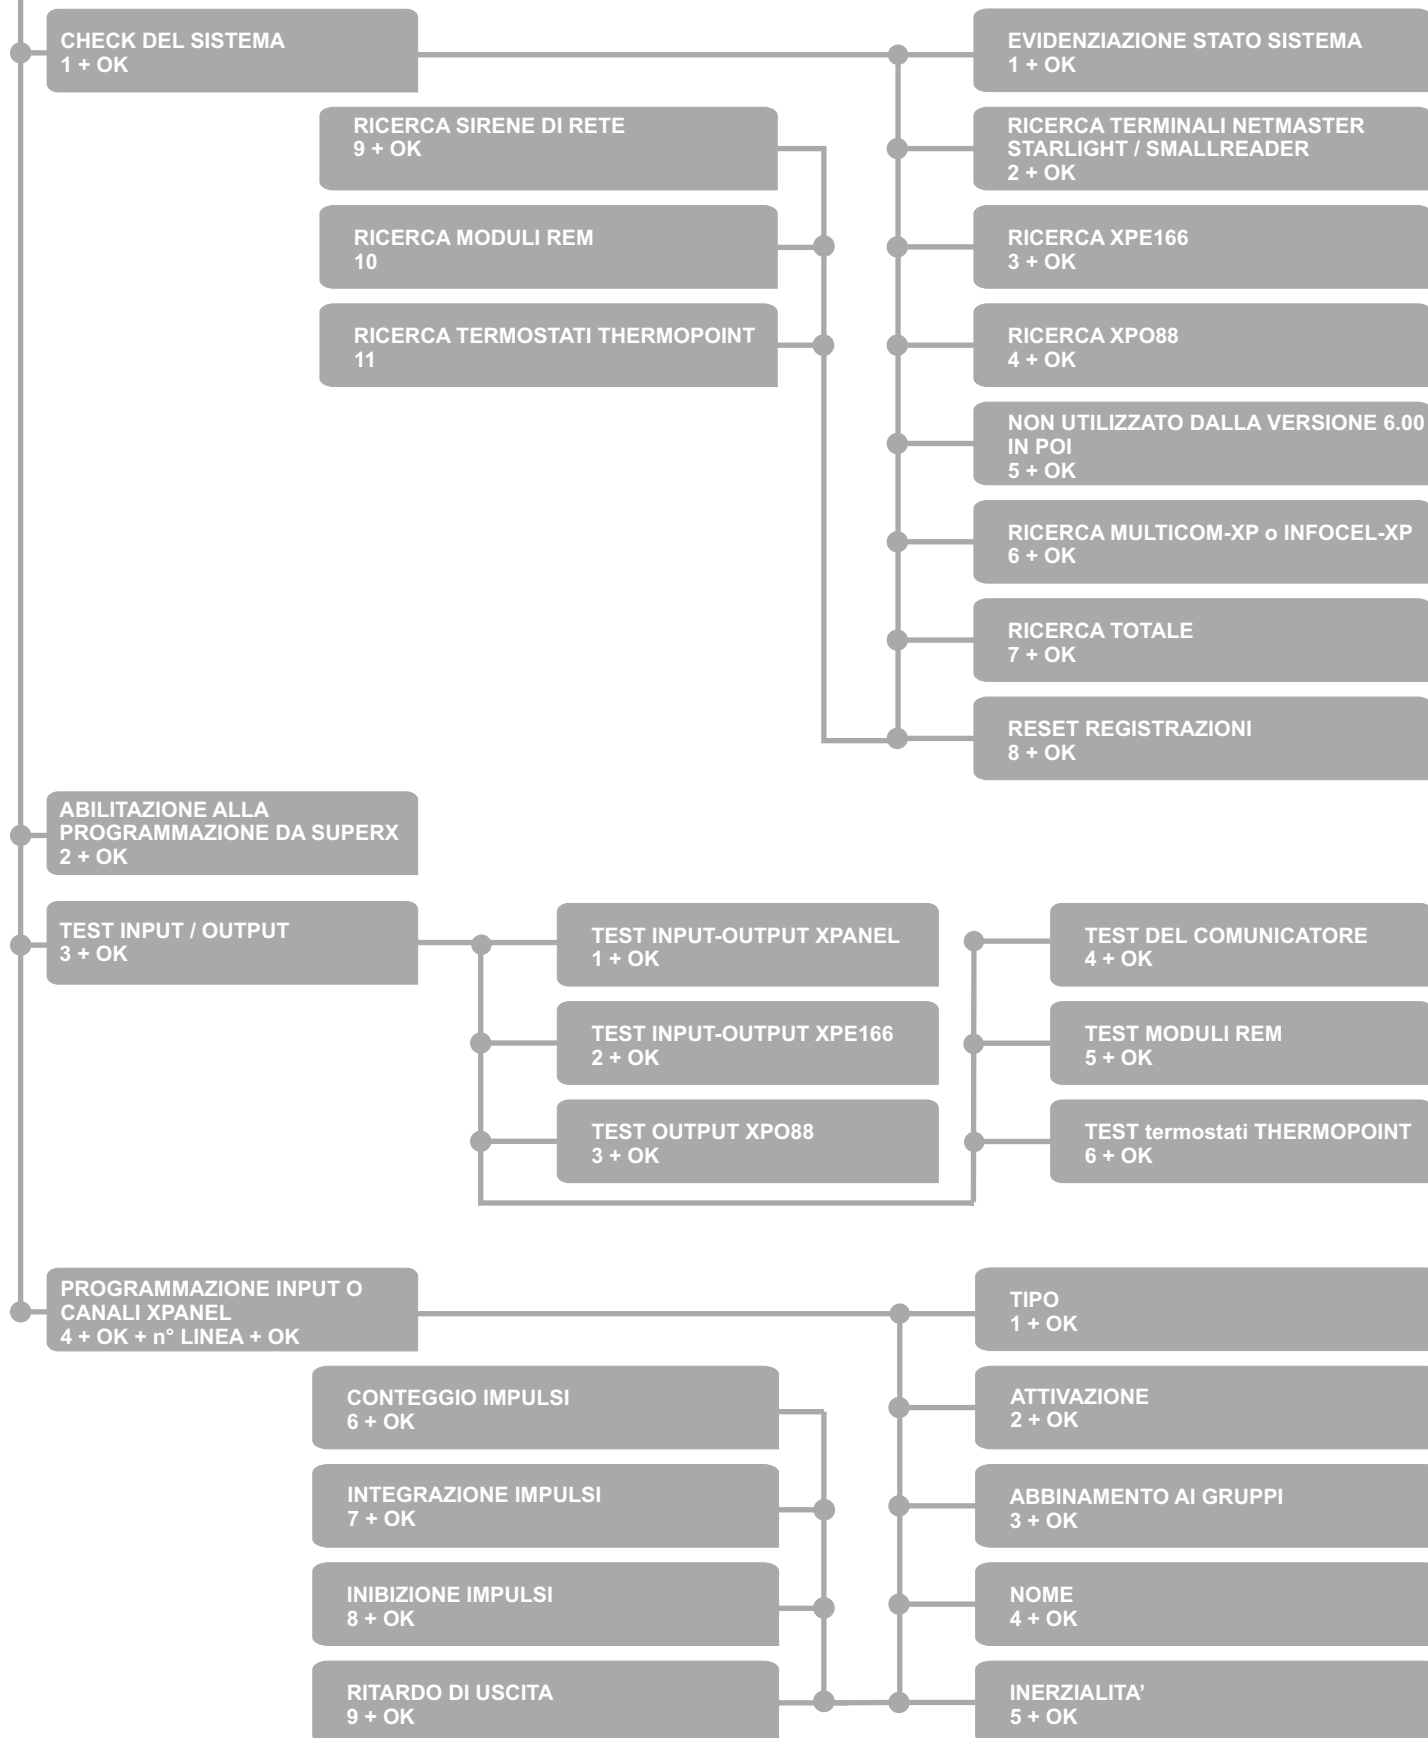 CHECK DEL SISTEMA
1 + OK
EVIDENZIAZIONE STATO SISTEMA
1 + OK
RICERCA TERMINALI NETMASTER
STARLIGHT / SMALLREADER
2 + OK
RICERCA XPE166
3 + OK
RICERCA XPO88
4 + OK
NON UTILIZZATO DALLA VERSIONE 6.00
IN POI
5 + OK
RICERCA MULTICOM-XP o INFOCEL-XP
6 + OK
RICERCA TOTALE
7 + OK
RESET REGISTRAZIONI
8 + OK
RICERCA SIRENE DI RETE
9 + OK
RICERCA MODULI REM
10
RICERCA TERMOSTATI THERMOPOINT
11
ABILITAZIONE ALLA
PROGRAMMAZIONE DA SUPERX
2 + OK
TEST INPUT / OUTPUT
3 + OK
TEST INPUT-OUTPUT XPANEL
1 + OK
TEST INPUT-OUTPUT XPE166
2 + OK
TEST OUTPUT XPO88
3 + OK
TEST DEL COMUNICATORE
4 + OK
TEST MODULI REM
5 + OK
TEST termostati THERMOPOINT
6 + OK
PROGRAMMAZIONE INPUT O
CANALI XPANEL
4 + OK + n° LINEA + OK
TIPO
1 + OK
ATTIVAZIONE
2 + OK
ABBINAMENTO AI GRUPPI
3 + OK
NOME
4 + OK
INERZIALITA’
5 + OK
CONTEGGIO IMPULSI
6 + OK
INTEGRAZIONE IMPULSI
7 + OK
INIBIZIONE IMPULSI
8 + OK
RITARDO DI USCITA
9 + OK